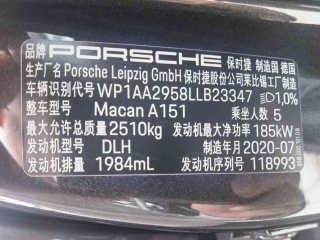 品牌 PORSCHE 保时捷 制造国 德国
生产厂名 Porsche Leipzig GmbH 保时捷股份公司莱比锡工厂制造
车辆识别代号 WP1AA2958LLB23347 1,0%
整车型号 Macan A151 乘坐人数 5
最大允许总质量 2510kg 发动机最大净功率 185kW
发动机型号 DLH 制造年月 2020-07
发动机排量 1984mL 发动机序列号 118993